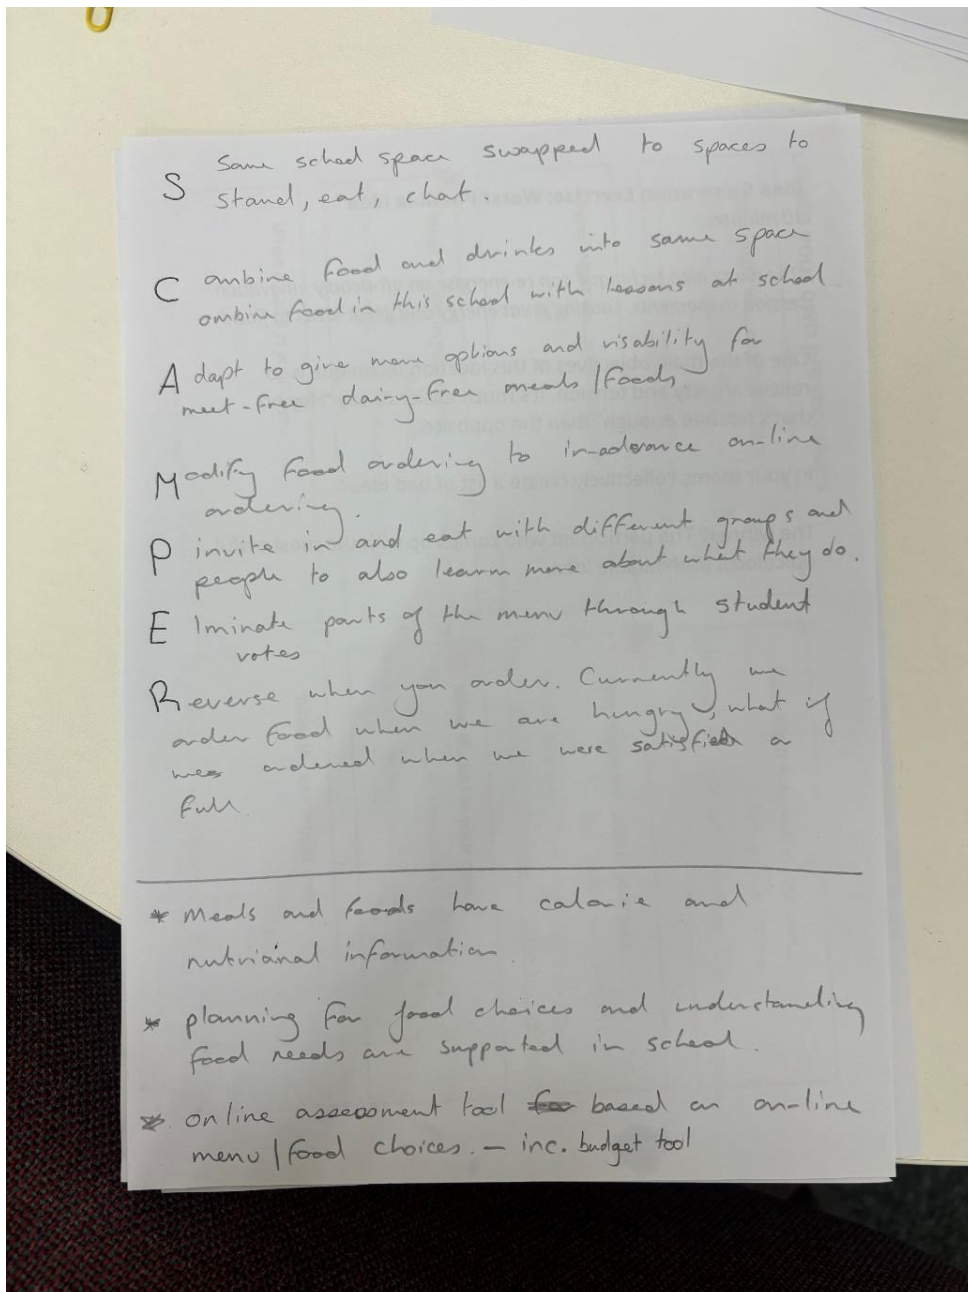 S Some school space swapped to spaces to
stand, eat, chat.
C ombine food and drinks into same space
ombine food in this school with lessons at school
A dapt to give more options and visability for
meet-free dairy-free meals/foods.
M odify food ordering to in-advance on-line
ordering.
P invite in and eat with different groups and
people to also learn more about what they do.
E lminate parts of the menu through student
votes
R everse when you order. Currently we
order food when we are hungry, what if
we ordered when we were satisfied or
full.
* Meals and foods have calorie and
nutrianal information.
* planning for food choices and understanding
food needs are supported in school.
* online assessment tool based on on-line
menu/food choices. – inc. budget tool